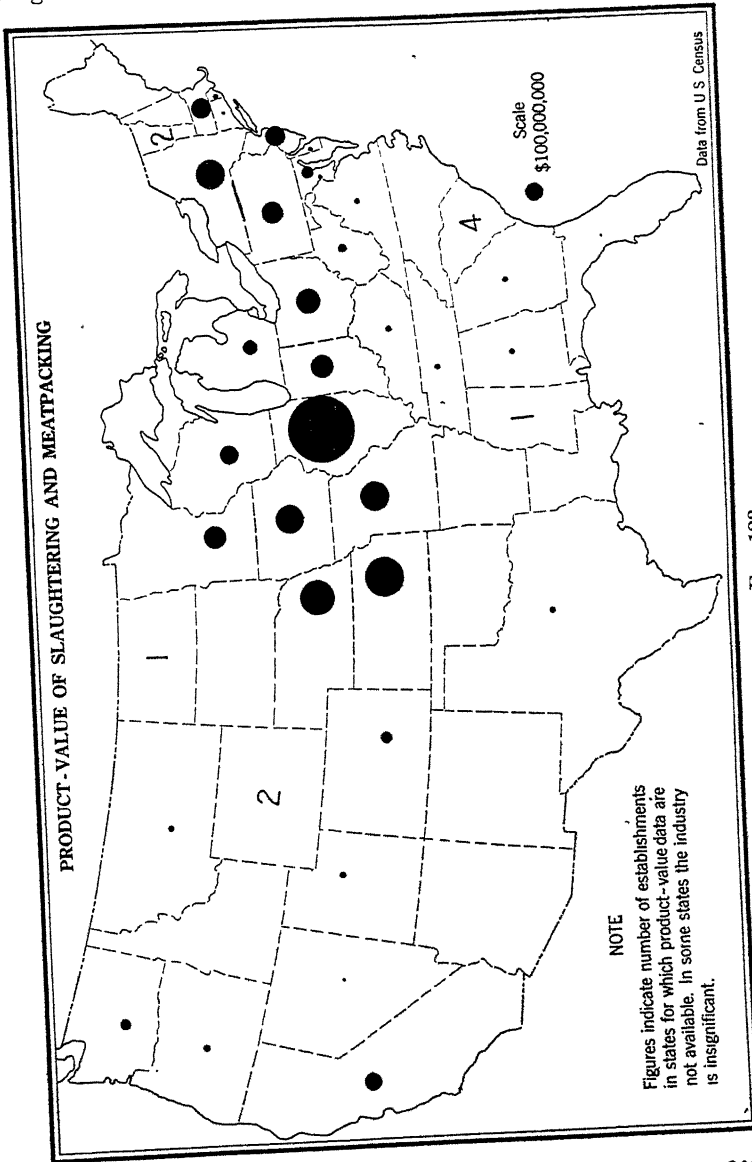 PRODUCT-VALUE OF SLAUGHTERING AND MEATPACKING
2
1
2
4
1
Scale
$100,000,000
NOTE
Figures indicate number of establishments
in states for which product-value data are
not available. In some states the industry
is insignificant.
Data from U S Census